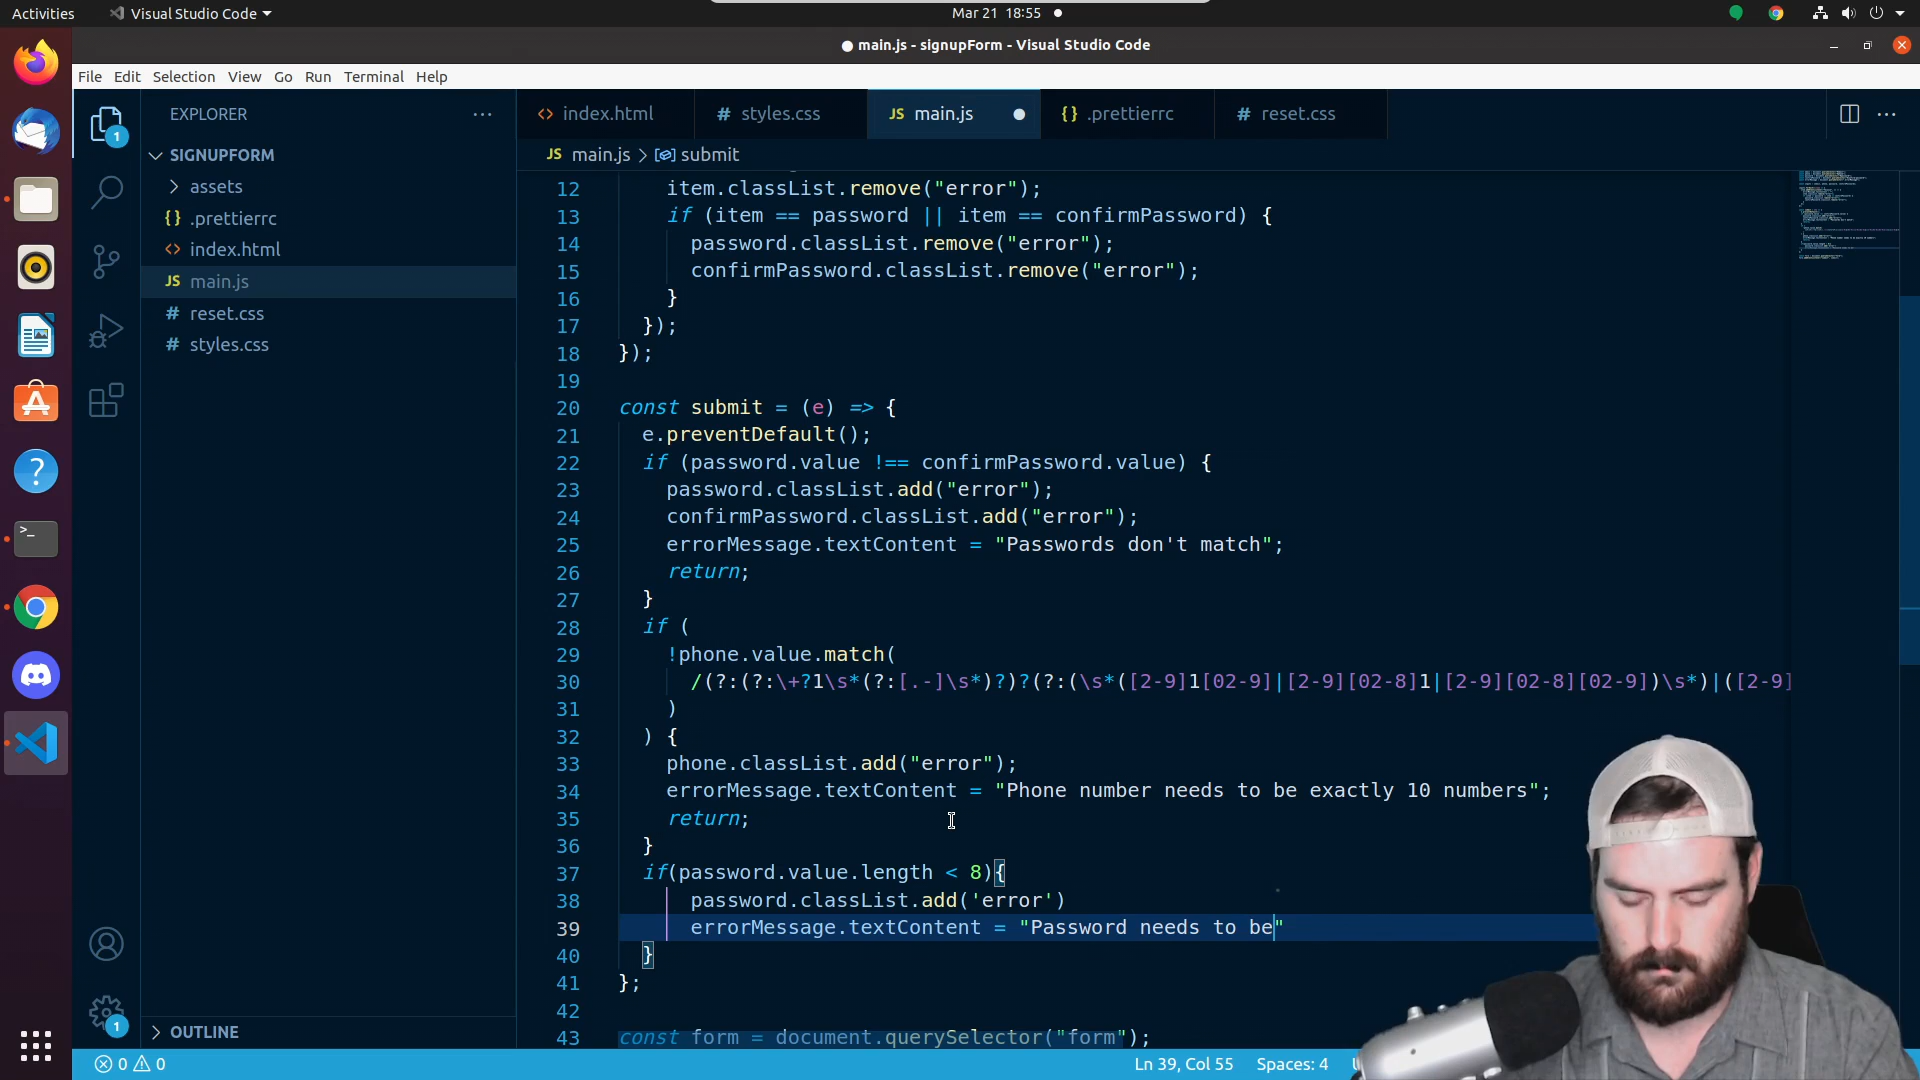 Activities
Visual Studio Code
Mar 21 18:55
main.js - signupForm - Visual Studio Code
File Edit Selection View Go Run Terminal Help
EXPLORER
index.html
styles.css
JS main.js
{ } .prettierrc
# reset.css
JS main.js > submit
SIGNUPFORM
assets
{ } .prettierrc
<> index.html
JS main.js
# reset.css
# styles.css
OUTLINE
12 item.classList.remove("error");
13 if (item == password || item == confirmPassword) {
14 password.classList.remove("error");
15 confirmPassword.classList.remove("error");
16 }
17 });
18 });
19
20 const submit = (e) => {
21 e.preventDefault();
22 if (password.value !== confirmPassword.value) {
23 password.classList.add("error");
24 confirmPassword.classList.add("error");
25 errorMessage.textContent = "Passwords don't match";
26 return;
27 }
28 if (
29 !phone.value.match(
30 /(?:(?:\+?1\s*(?:[.-]\s*)?)?(?:(\s*([2-9]1[02-9]|[2-9][02-8]1|[2-9][02-8][02-9])\s*)|([2-9]
31 )
32 ) {
33 phone.classList.add("error");
34 errorMessage.textContent = "Phone number needs to be exactly 10 numbers";
35 return;
36 }
37 if(password.value.length < 8){
38 password.classList.add('error')
39 errorMessage.textContent = "Password needs to be"
40 }
41 };
42
43 const form = document.querySelector("form");
0 0
Ln 39, Col 55 Spaces: 4